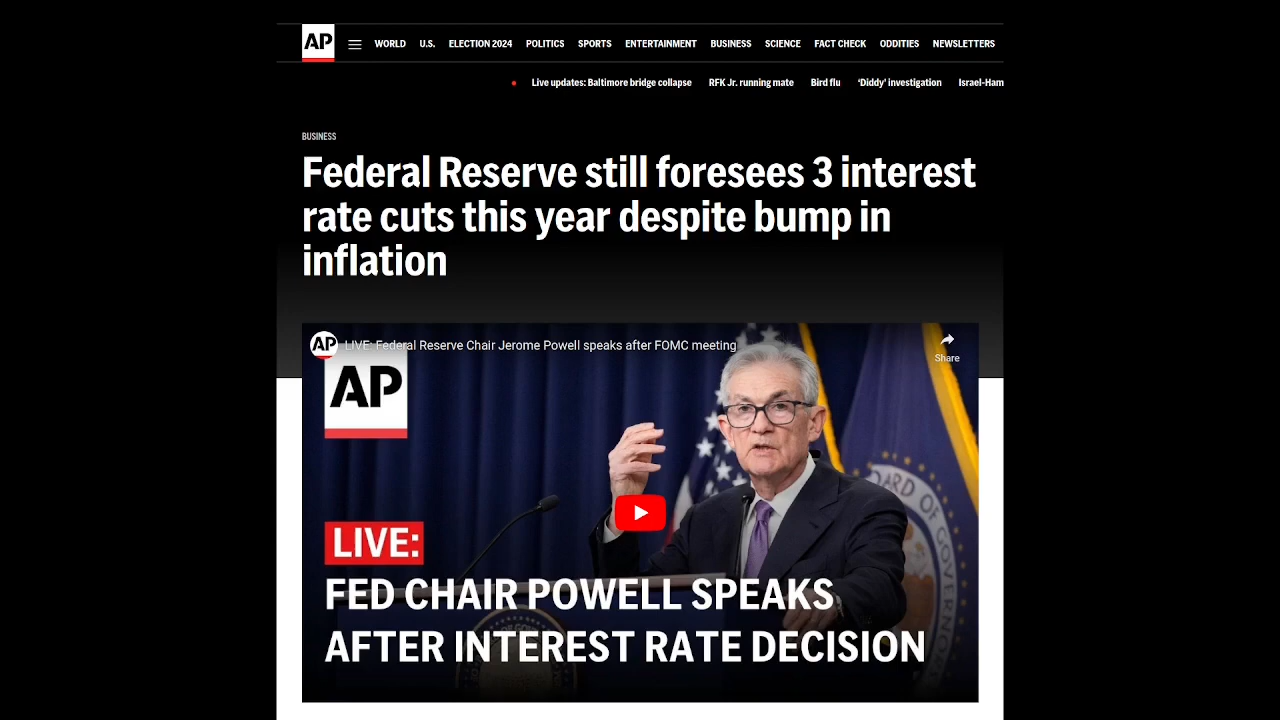 AP
WORLD U.S. ELECTION 2024 POLITICS SPORTS ENTERTAINMENT BUSINESS SCIENCE FACT CHECK ODDITIES NEWSLETTERS
Live updates: Baltimore bridge collapse RFK Jr. running mate Bird flu ‘Diddy’ investigation Israel-Ham
BUSINESS
Federal Reserve still foresees 3 interest
rate cuts this year despite bump in
inflation
AP LIVE: Federal Reserve Chair Jerome Powell speaks after FOMC meeting
Share
AP
LIVE:
FED CHAIR POWELL SPEAKS
AFTER INTEREST RATE DECISION
ARD OF GOVERNORS